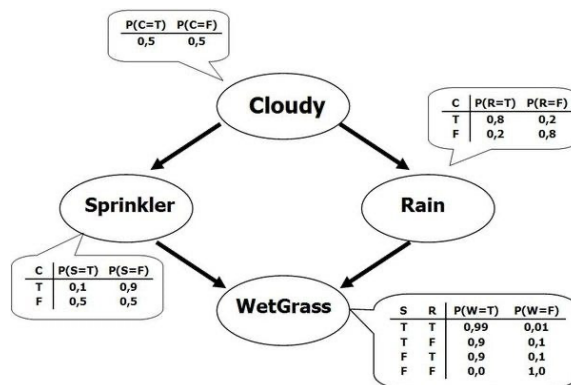 P(C=T) P(C=F)
0,5 0,5
Cloudy
C P(R=T) P(R=F)
T 0,8 0,2
F 0,2 0,8
Sprinkler
Rain
C P(S=T) P(S=F)
T 0,1 0,9
F 0,5 0,5
WetGrass
S R P(W=T) P(W=F)
T T 0,99 0,01
T F 0,9 0,1
F T 0,9 0,1
F F 0,0 1,0